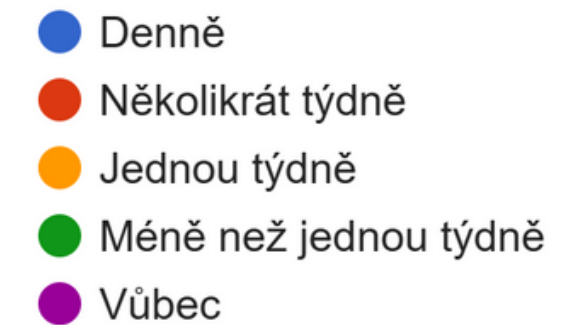 Denně
Několikrát týdně
Jednou týdně
Méně než jednou týdně
Vůbec